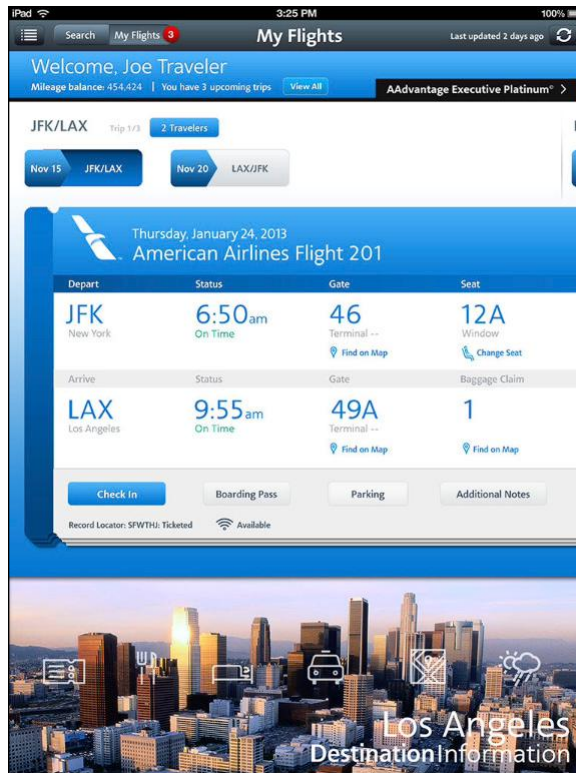 iPad 3:25 PM 100%
Search My Flights 3 My Flights Last updated 2 days ago
Welcome, Joe Traveler
Mileage balance: 454,424 | You have 3 upcoming trips View All AAdvantage Executive Platinum® >
JFK/LAX Trip 1/3 2 Travelers
Nov 15 JFK/LAX Nov 20 LAX/JFK
Thursday, January 24, 2013
American Airlines Flight 201
Depart Status Gate Seat
JFK 6:50am 46 12A
New York On Time Terminal -- Window
Find on Map Change Seat
Arrive Status Gate Baggage Claim
LAX 9:55am 49A 1
Los Angeles On Time Terminal --
Find on Map Find on Map
Check In Boarding Pass Parking Additional Notes
Record Locator: SFWTHJ: Ticketed Available
Los Angeles
DestinationInformation